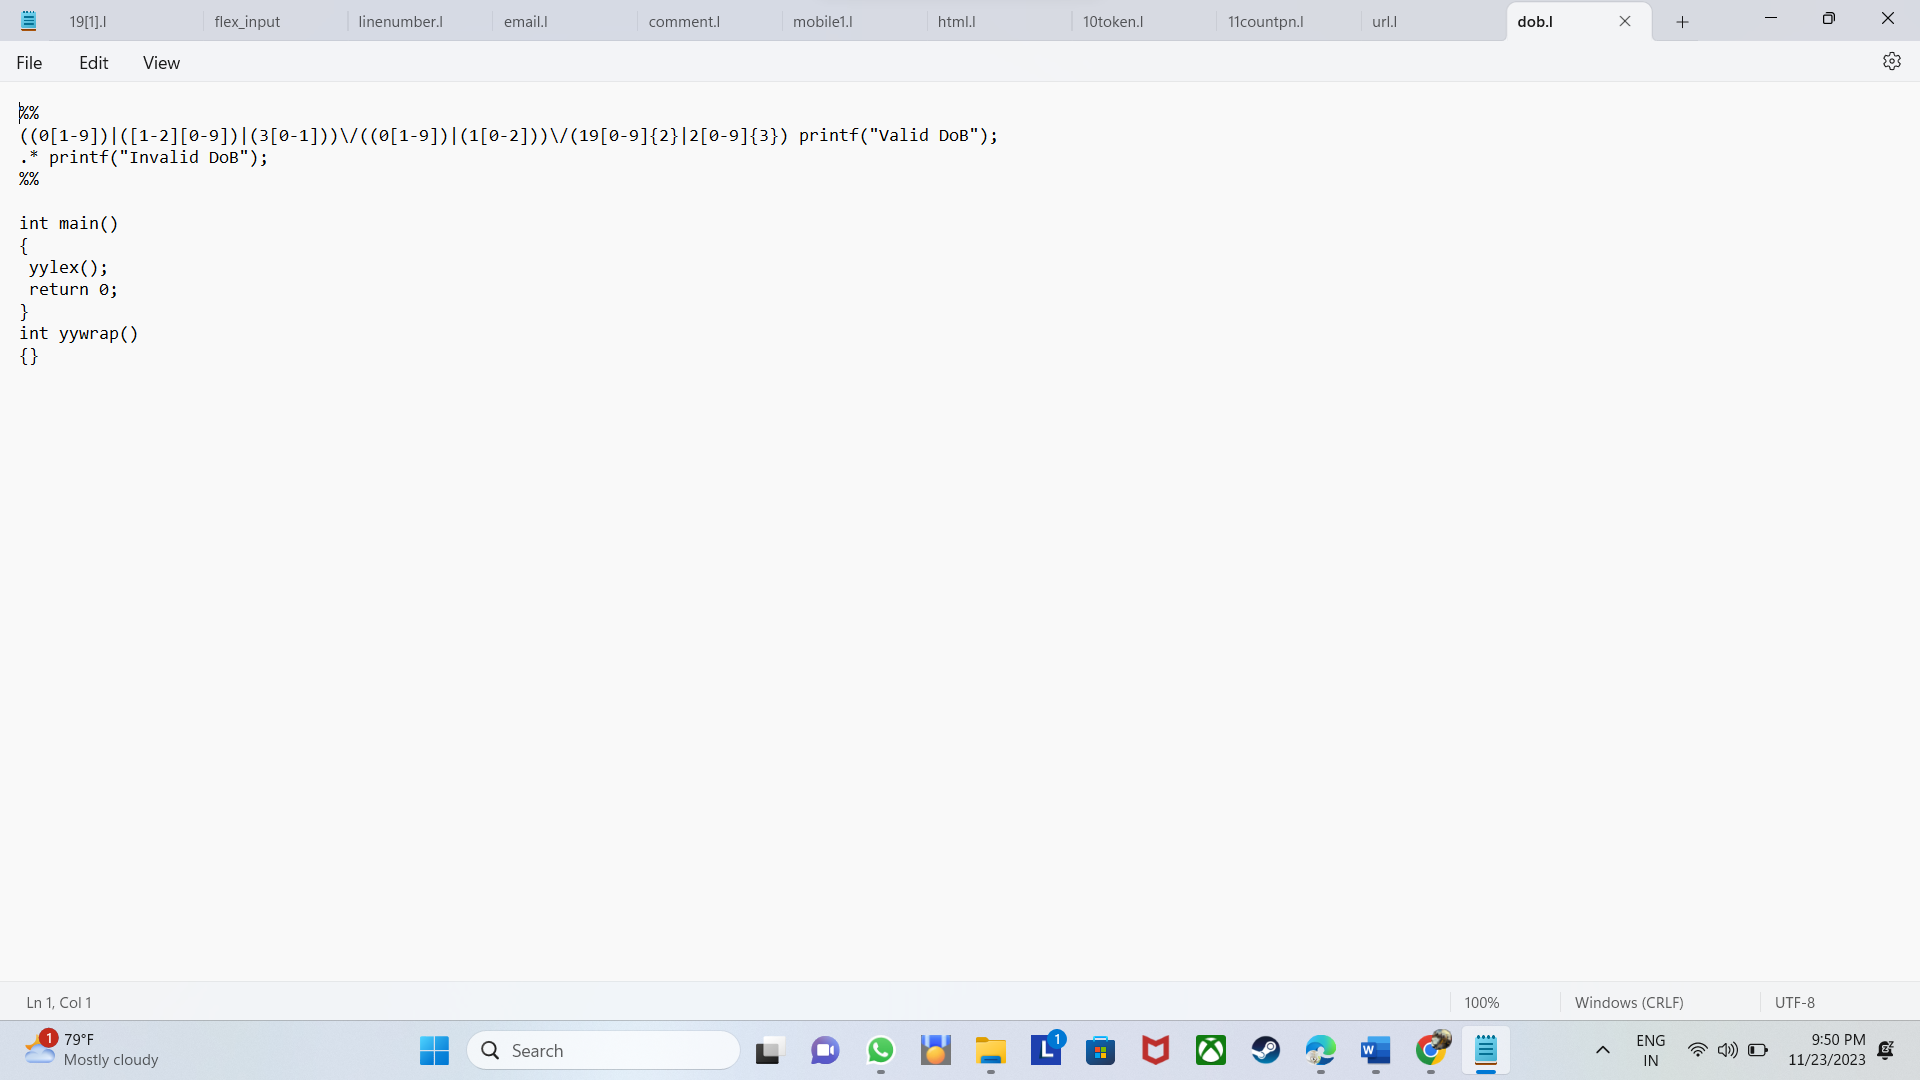 19[1].l flex_input linenumber.l email.l comment.l mobile1.l html.l 10token.l 11countpn.l url.l dob.l
File Edit View
%%
((0[1-9])|([1-2][0-9])|(3[0-1]))\/((0[1-9])|(1[0-2]))\/(19[0-9]{2}|2[0-9]{3}) printf("Valid DoB");
.* printf("Invalid DoB");
%%
int main()
{
 yylex();
 return 0;
}
int yywrap()
{}
Ln 1, Col 1 100% Windows (CRLF) UTF-8
1 79°F
Mostly cloudy
Search
L 1
W
ENG
IN
9:50 PM
11/23/2023